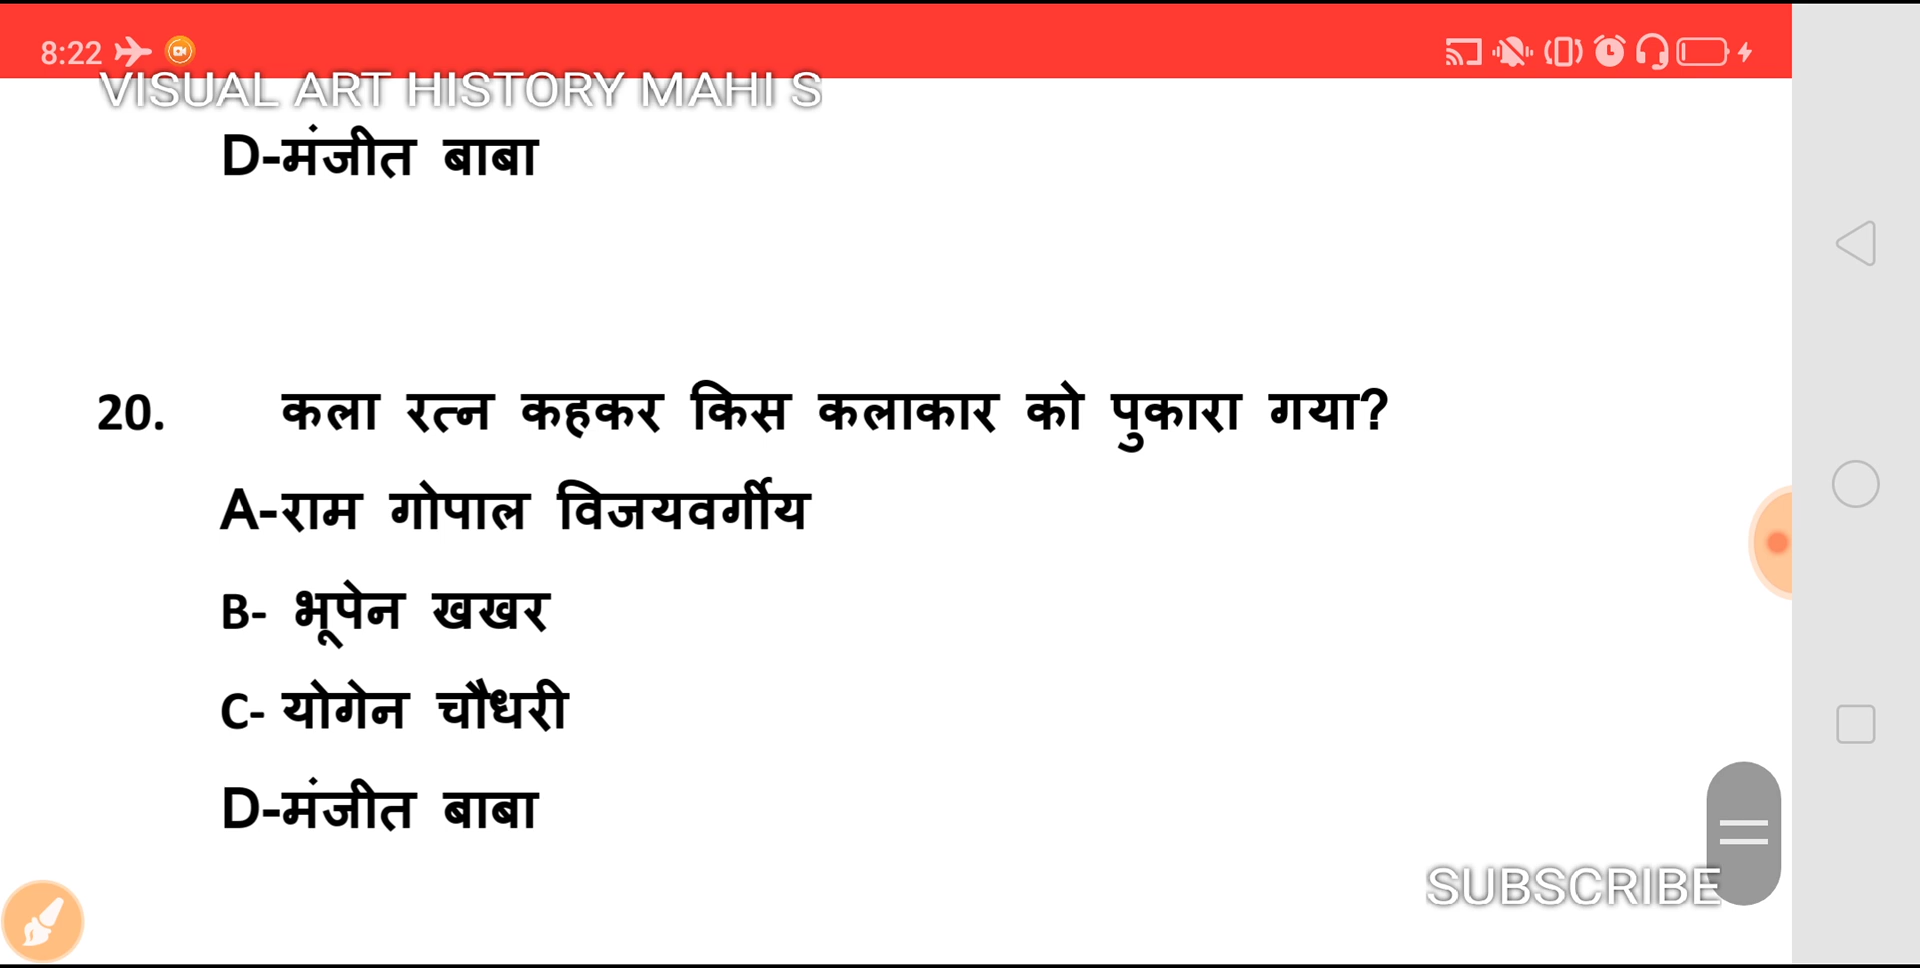 8:22
VISUAL ART HISTORY MAHI S
D-मंजीत बाबा
20. कला रत्न कहकर किस कलाकार को पुकारा गया?
A-राम गोपाल विजयवर्गीय
B- भूपेन खखर
C- योगेन चौधरी
D-मंजीत बाबा
SUBSCRIBE